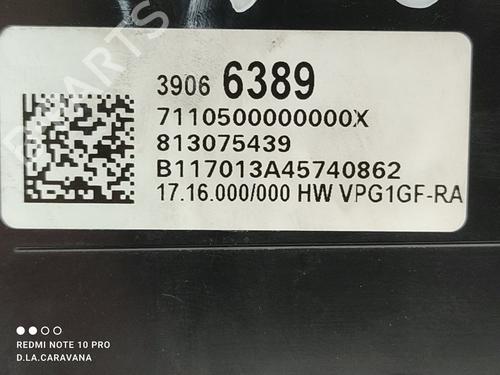 3906 6389
7110500000000X
813075439
B117013A45740862
17.16.000/000 HW VPG1GF-RA
REDMI NOTE 10 PRO
D.LA.CARAVANA